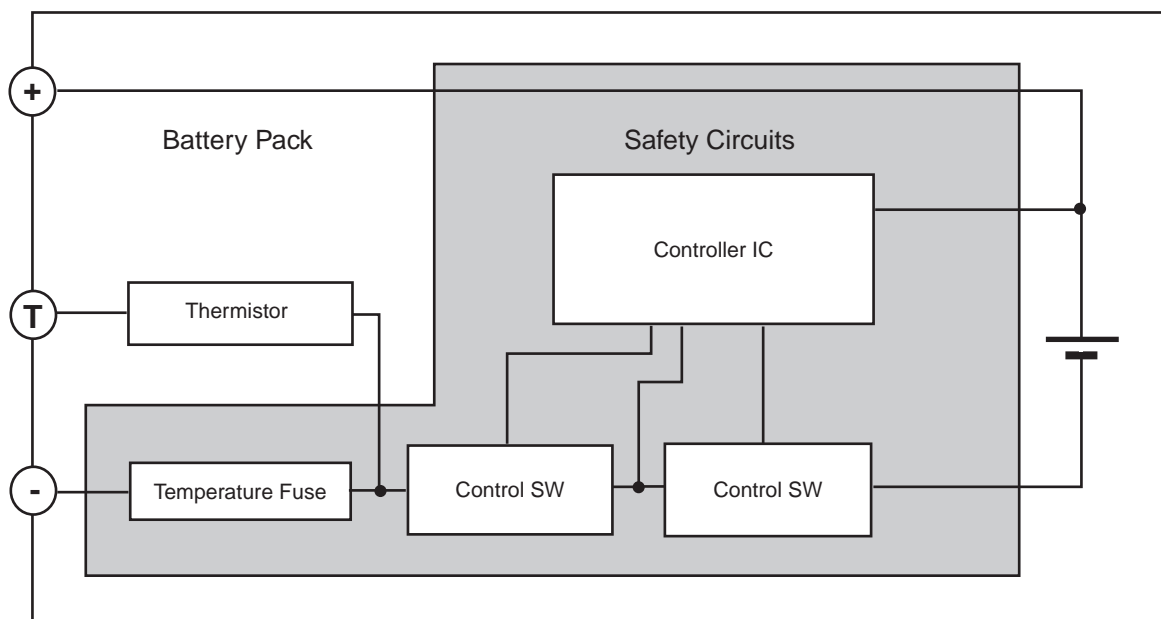 +
Battery Pack
Safety Circuits
Controller IC
T
Thermistor
-
Temperature Fuse
Control SW
Control SW